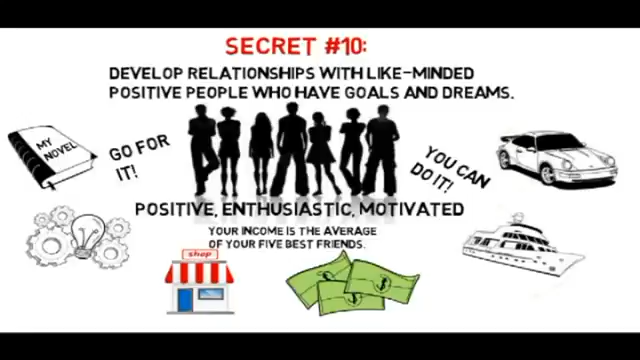 SECRET #10:
DEVELOP RELATIONSHIPS WITH LIKE-MINDED
POSITIVE PEOPLE WHO HAVE GOALS AND DREAMS.
MY
NOVEL
GO FOR
IT!
YOU CAN
DO IT!
POSITIVE, ENTHUSIASTIC, MOTIVATED
YOUR INCOME IS THE AVERAGE
OF YOUR FIVE BEST FRIENDS.
shop
$
$
$